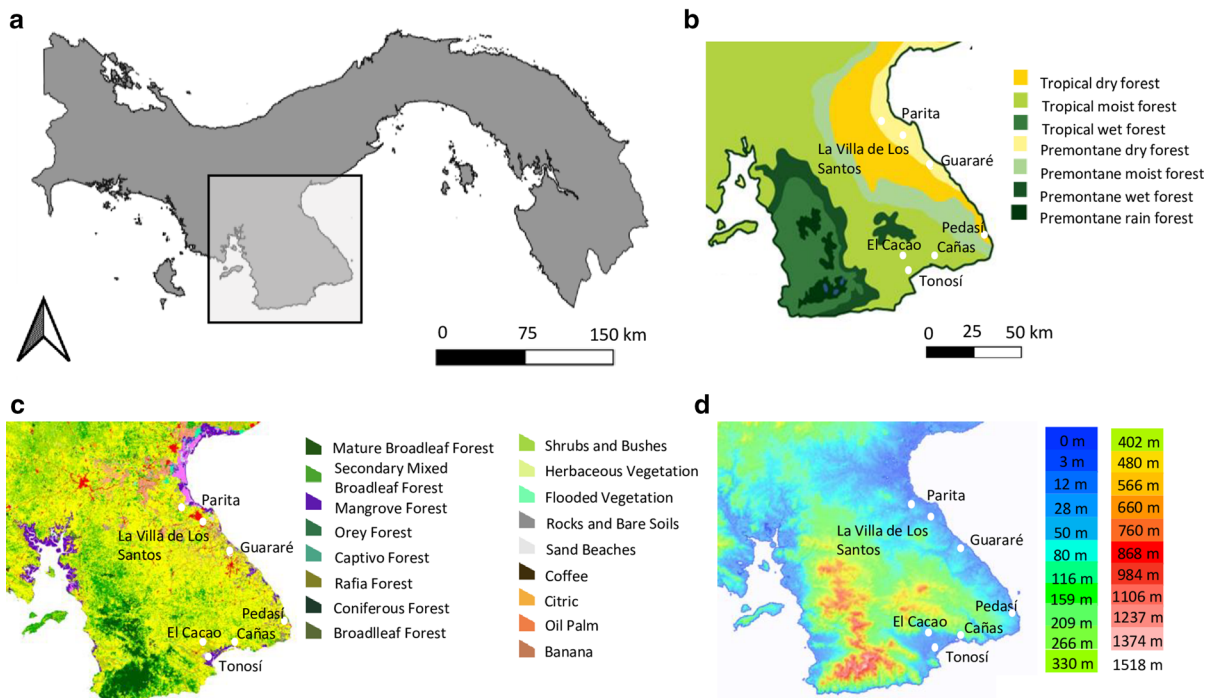 a
0 75 150 km
b
Parita
La Villa de Los
Santos
Guararé
Pedasí
El Cacao
Cañas
Tonosí
Tropical dry forest
Tropical moist forest
Tropical wet forest
Premontane dry forest
Premontane moist forest
Premontane wet forest
Premontane rain forest
0 25 50 km
c
Parita
La Villa de Los
Santos
Guararé
Pedasí
El Cacao
Cañas
Tonosí
Mature Broadleaf Forest
Secondary Mixed
Broadleaf Forest
Mangrove Forest
Orey Forest
Captivo Forest
Rafia Forest
Coniferous Forest
Broadlleaf Forest
Shrubs and Bushes
Herbaceous Vegetation
Flooded Vegetation
Rocks and Bare Soils
Sand Beaches
Coffee
Citric
Oil Palm
Banana
d
Parita
La Villa de Los
Santos
Guararé
Pedasí
El Cacao
Cañas
Tonosí
0 m
3 m
12 m
28 m
50 m
80 m
116 m
159 m
209 m
266 m
330 m
402 m
480 m
566 m
660 m
760 m
868 m
984 m
1106 m
1237 m
1374 m
1518 m